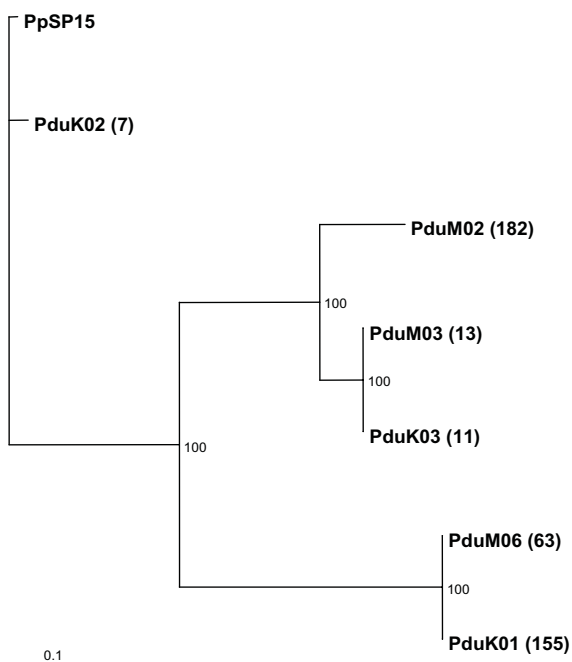 PpSP15
PduK02 (7)
PduM02 (182)
100
PduM03 (13)
100
PduK03 (11)
100
PduM06 (63)
100
PduK01 (155)
0.1